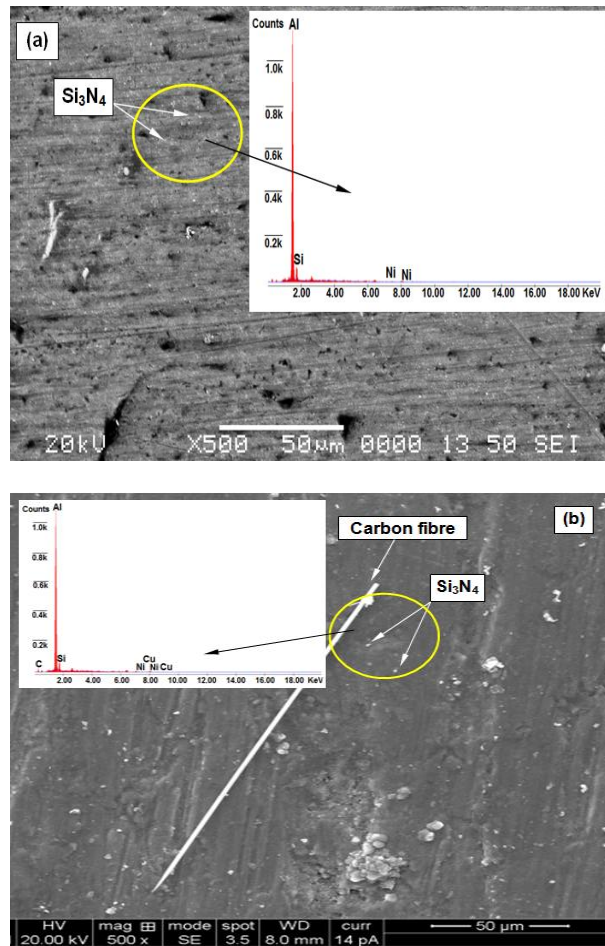 (a)
Counts
Al
1.0k
Si₃N₄
0.8k
0.6k
0.4k
0.2k
Si
Ni
Ni
2.00 4.00 6.00 8.00 10.00 12.00 14.00 16.00 18.00 KeV
20kV X500 50µm 0000 13 50 SEI
(b)
Counts
Al
1.0k
Carbon fibre
0.8k
Si₃N₄
0.6k
0.4k
0.2k
C
Si
Cu
Ni
Ni
Cu
2.00 4.00 6.00 8.00 10.00 12.00 14.00 16.00 18.00 KeV
HV mag ⊞ mode spot WD curr
20.00 kV 500 x SE 3.5 8.0 mm 14 pA
50 µm